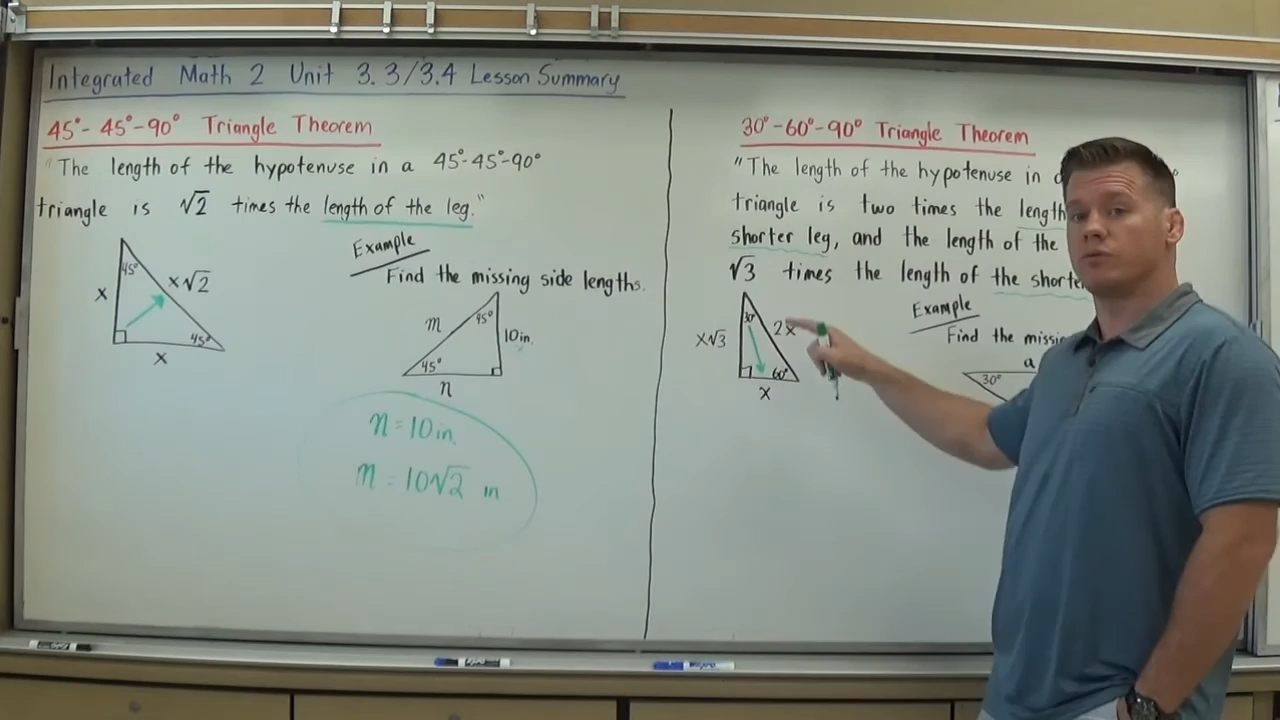 Integrated Math 2 Unit 3.3/3.4 Lesson Summary
45°-45°-90° Triangle Theorem
"The length of the hypotenuse in a 45°-45°-90°
triangle is √2 times the length of the leg."
Example
Find the missing side lengths.
45°
x
x√2
45°
x
m
45°
10in.
45°
n
n = 10in.
m = 10√2 in
30°-60°-90° Triangle Theorem
"The length of the hypotenuse in a
triangle is two times the length
shorter leg, and the length of the
√3 times the length of the shorte
Example
Find the missin
30°
x√3
2x
60°
x
a
30°